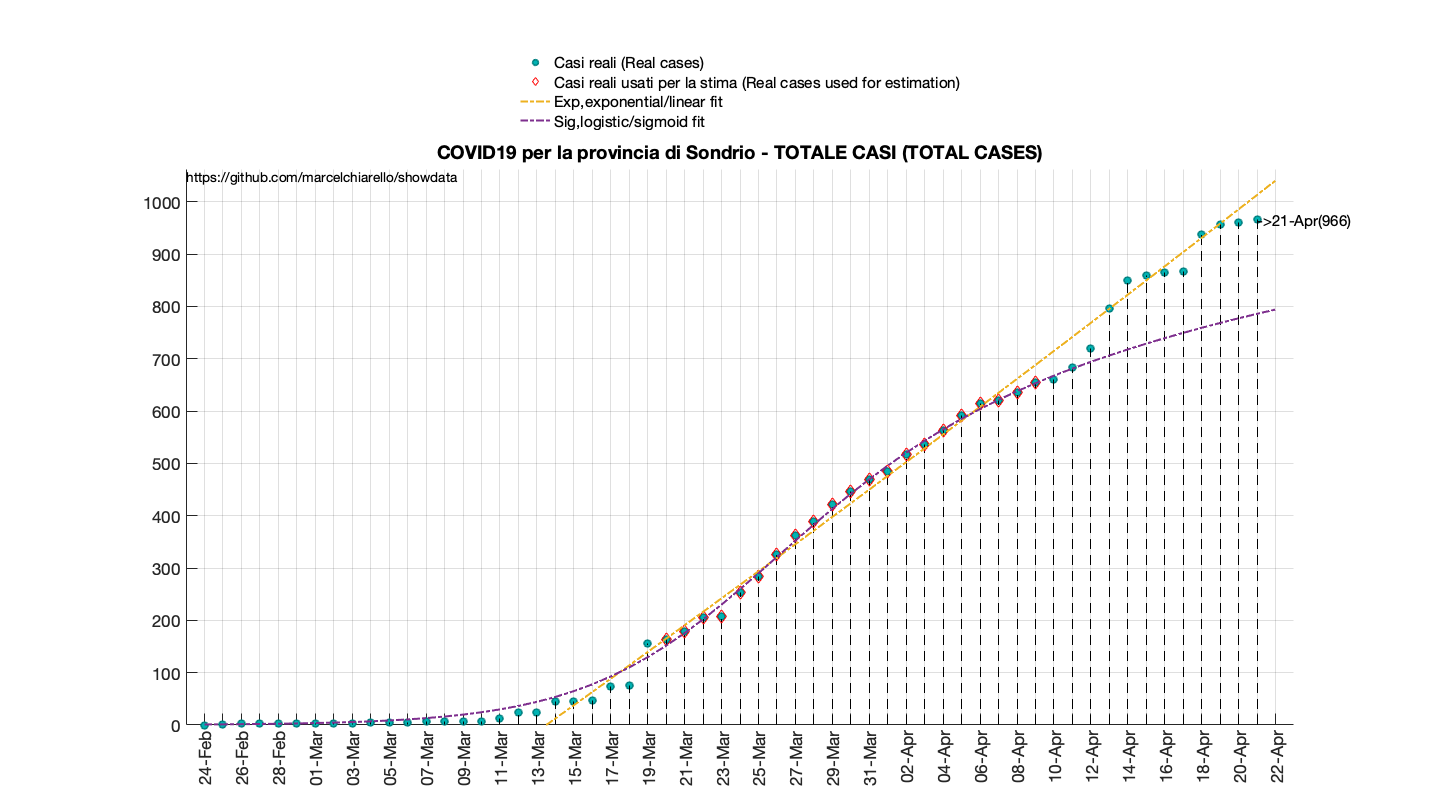 Casi reali (Real cases)
Casi reali usati per la stima (Real cases used for estimation)
Exp,exponential/linear fit
Sig,logistic/sigmoid fit
COVID19 per la provincia di Sondrio - TOTALE CASI (TOTAL CASES)
https://github.com/marcelchiarello/showdata
1000
900
800
700
600
500
400
300
200
100
0
->21-Apr(966)
24-Feb
26-Feb
28-Feb
01-Mar
03-Mar
05-Mar
07-Mar
09-Mar
11-Mar
13-Mar
15-Mar
17-Mar
19-Mar
21-Mar
23-Mar
25-Mar
27-Mar
29-Mar
31-Mar
02-Apr
04-Apr
06-Apr
08-Apr
10-Apr
12-Apr
14-Apr
16-Apr
18-Apr
20-Apr
22-Apr